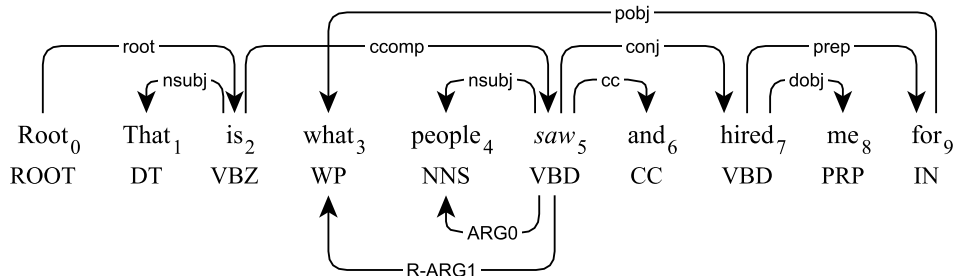 pobj
root ccomp conj prep
nsubj nsubj cc dobj
Root0 That1 is2 what3 people4 saw5 and6 hired7 me8 for9
ROOT DT VBZ WP NNS VBD CC VBD PRP IN
ARG0
R-ARG1